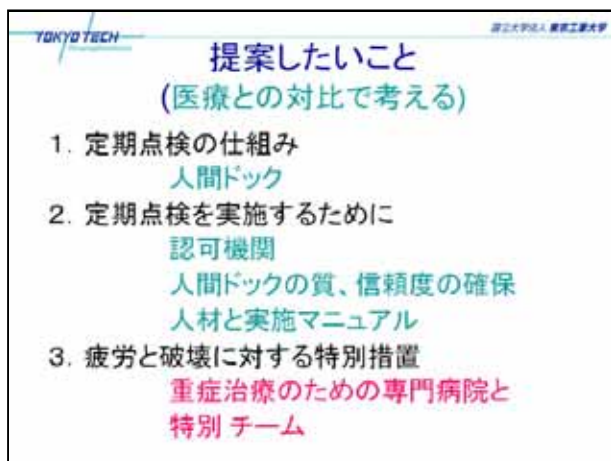 TOKYO TECH
国立大学法人 東京工業大学
提案したいこと
(医療との対比で考える)
1. 定期点検の仕組み
人間ドック
2. 定期点検を実施するために
認可機関
人間ドックの質、信頼度の確保
人材と実施マニュアル
3. 疲労と破壊に対する特別措置
重症治療のための専門病院と
特別 チーム